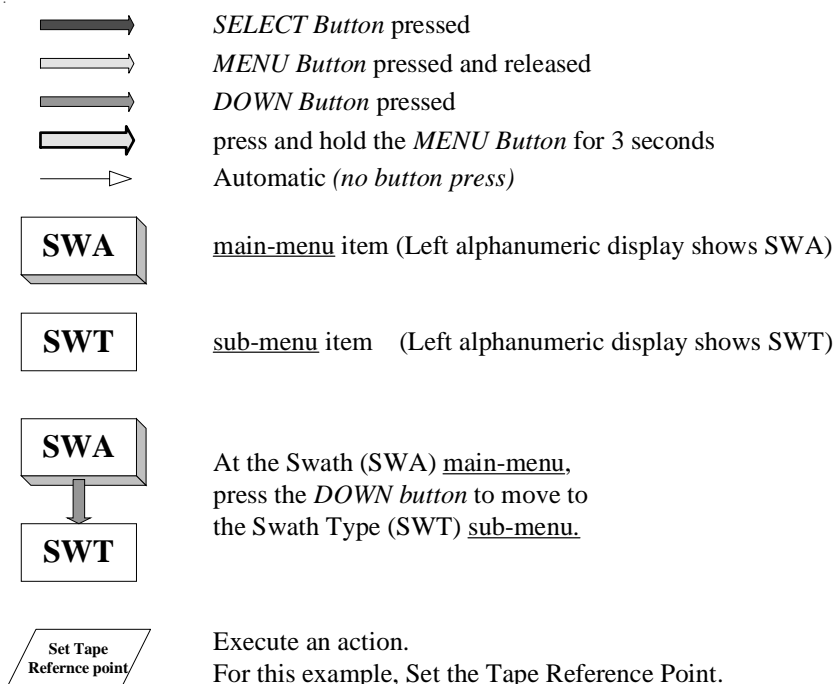 SELECT Button pressed
MENU Button pressed and released
DOWN Button pressed
press and hold the MENU Button for 3 seconds
Automatic (no button press)
SWA
main-menu item (Left alphanumeric display shows SWA)
SWT
sub-menu item (Left alphanumeric display shows SWT)
SWA
At the Swath (SWA) main-menu,
press the DOWN button to move to
the Swath Type (SWT) sub-menu.
SWT
Set Tape
Refernce point
Execute an action.
For this example, Set the Tape Reference Point.